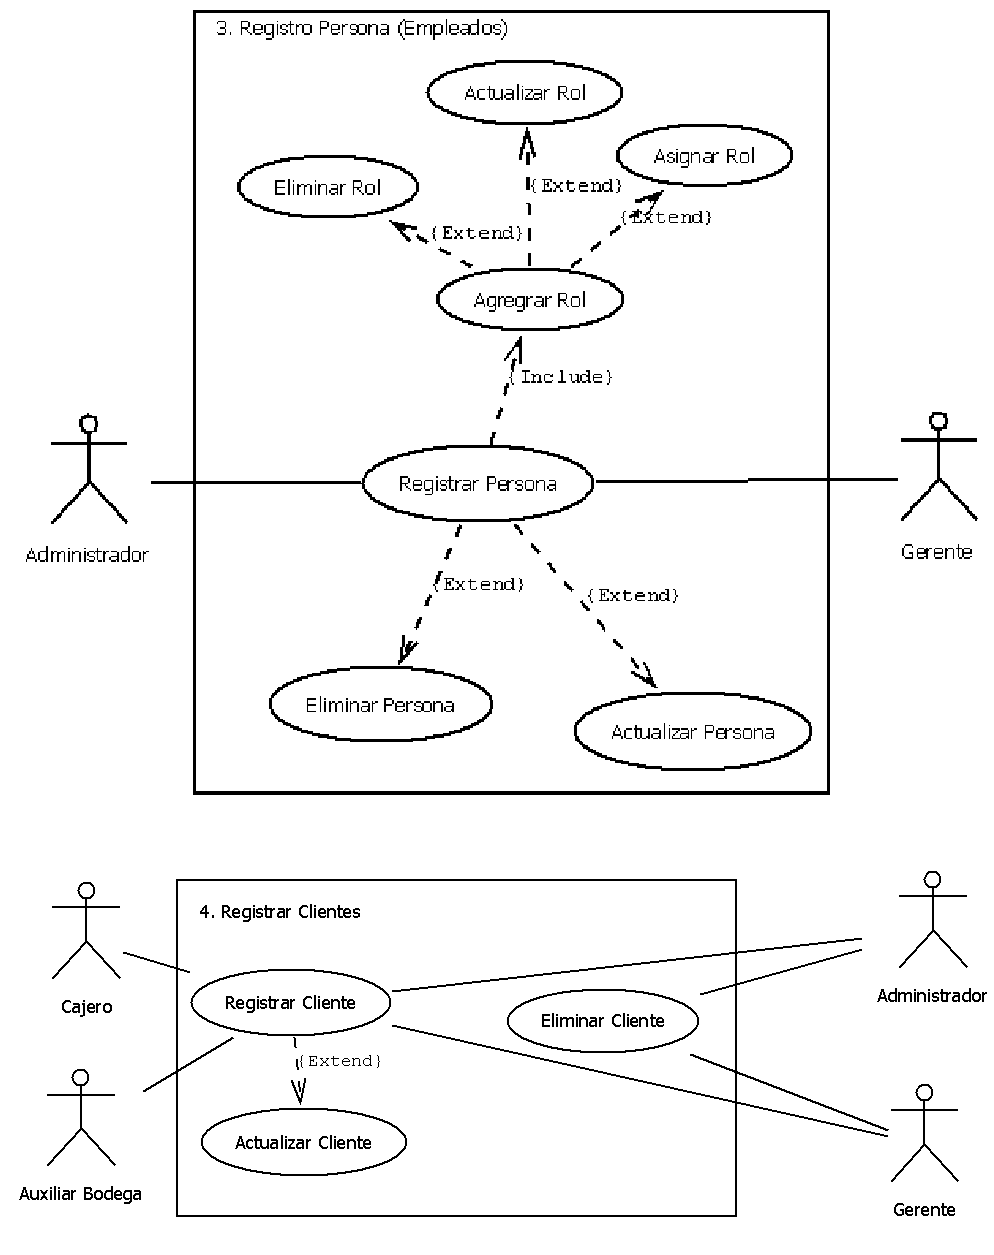 3. Registro Persona (Empleados)
Actualizar Rol
Asignar Rol
Eliminar Rol
{Extend}
{Extend}
{Extend}
Agregrar Rol
{Include}
Registrar Persona
Administrador
Gerente
{Extend}
{Extend}
Eliminar Persona
Actualizar Persona
4. Registrar Clientes
Cajero
Administrador
Registrar Cliente
Eliminar Cliente
{Extend}
Actualizar Cliente
Auxiliar Bodega
Gerente